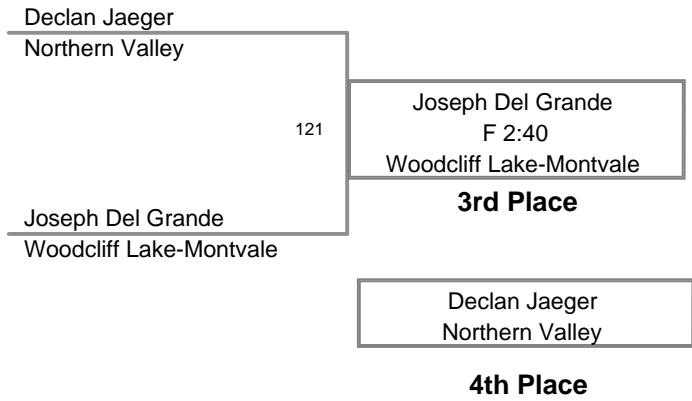 Declan Jaeger
Northern Valley
121
Joseph Del Grande
F 2:40
Woodcliff Lake-Montvale
3rd Place
Joseph Del Grande
Woodcliff Lake-Montvale
Declan Jaeger
Northern Valley
4th Place